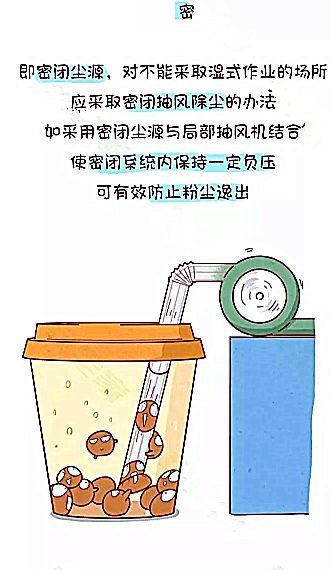 密
即密闭尘源，对不能采取湿式作业的场所
应采取密闭抽风除尘的办法
如采用密闭尘源与局部抽风机结合
使密闭系统内保持一定负压
可有效防止粉尘逸出